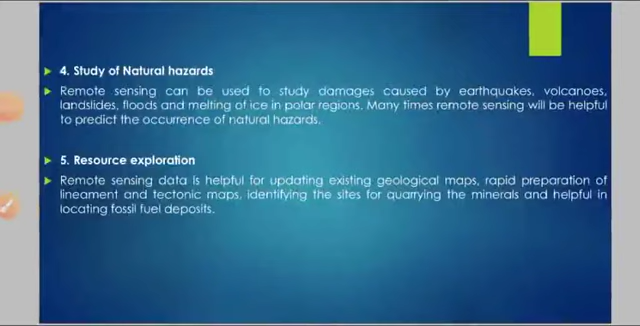 4. Study of Natural hazards
Remote sensing can be used to study damages caused by earthquakes, volcanoes,
landslides, floods and melting of ice in polar regions. Many times remote sensing will be helpful
to predict the occurrence of natural hazards.
5. Resource exploration
Remote sensing data is helpful for updating existing geological maps, rapid preparation of
lineament and tectonic maps, identifying the sites for quarrying the minerals and helpful in
locating fossil fuel deposits.